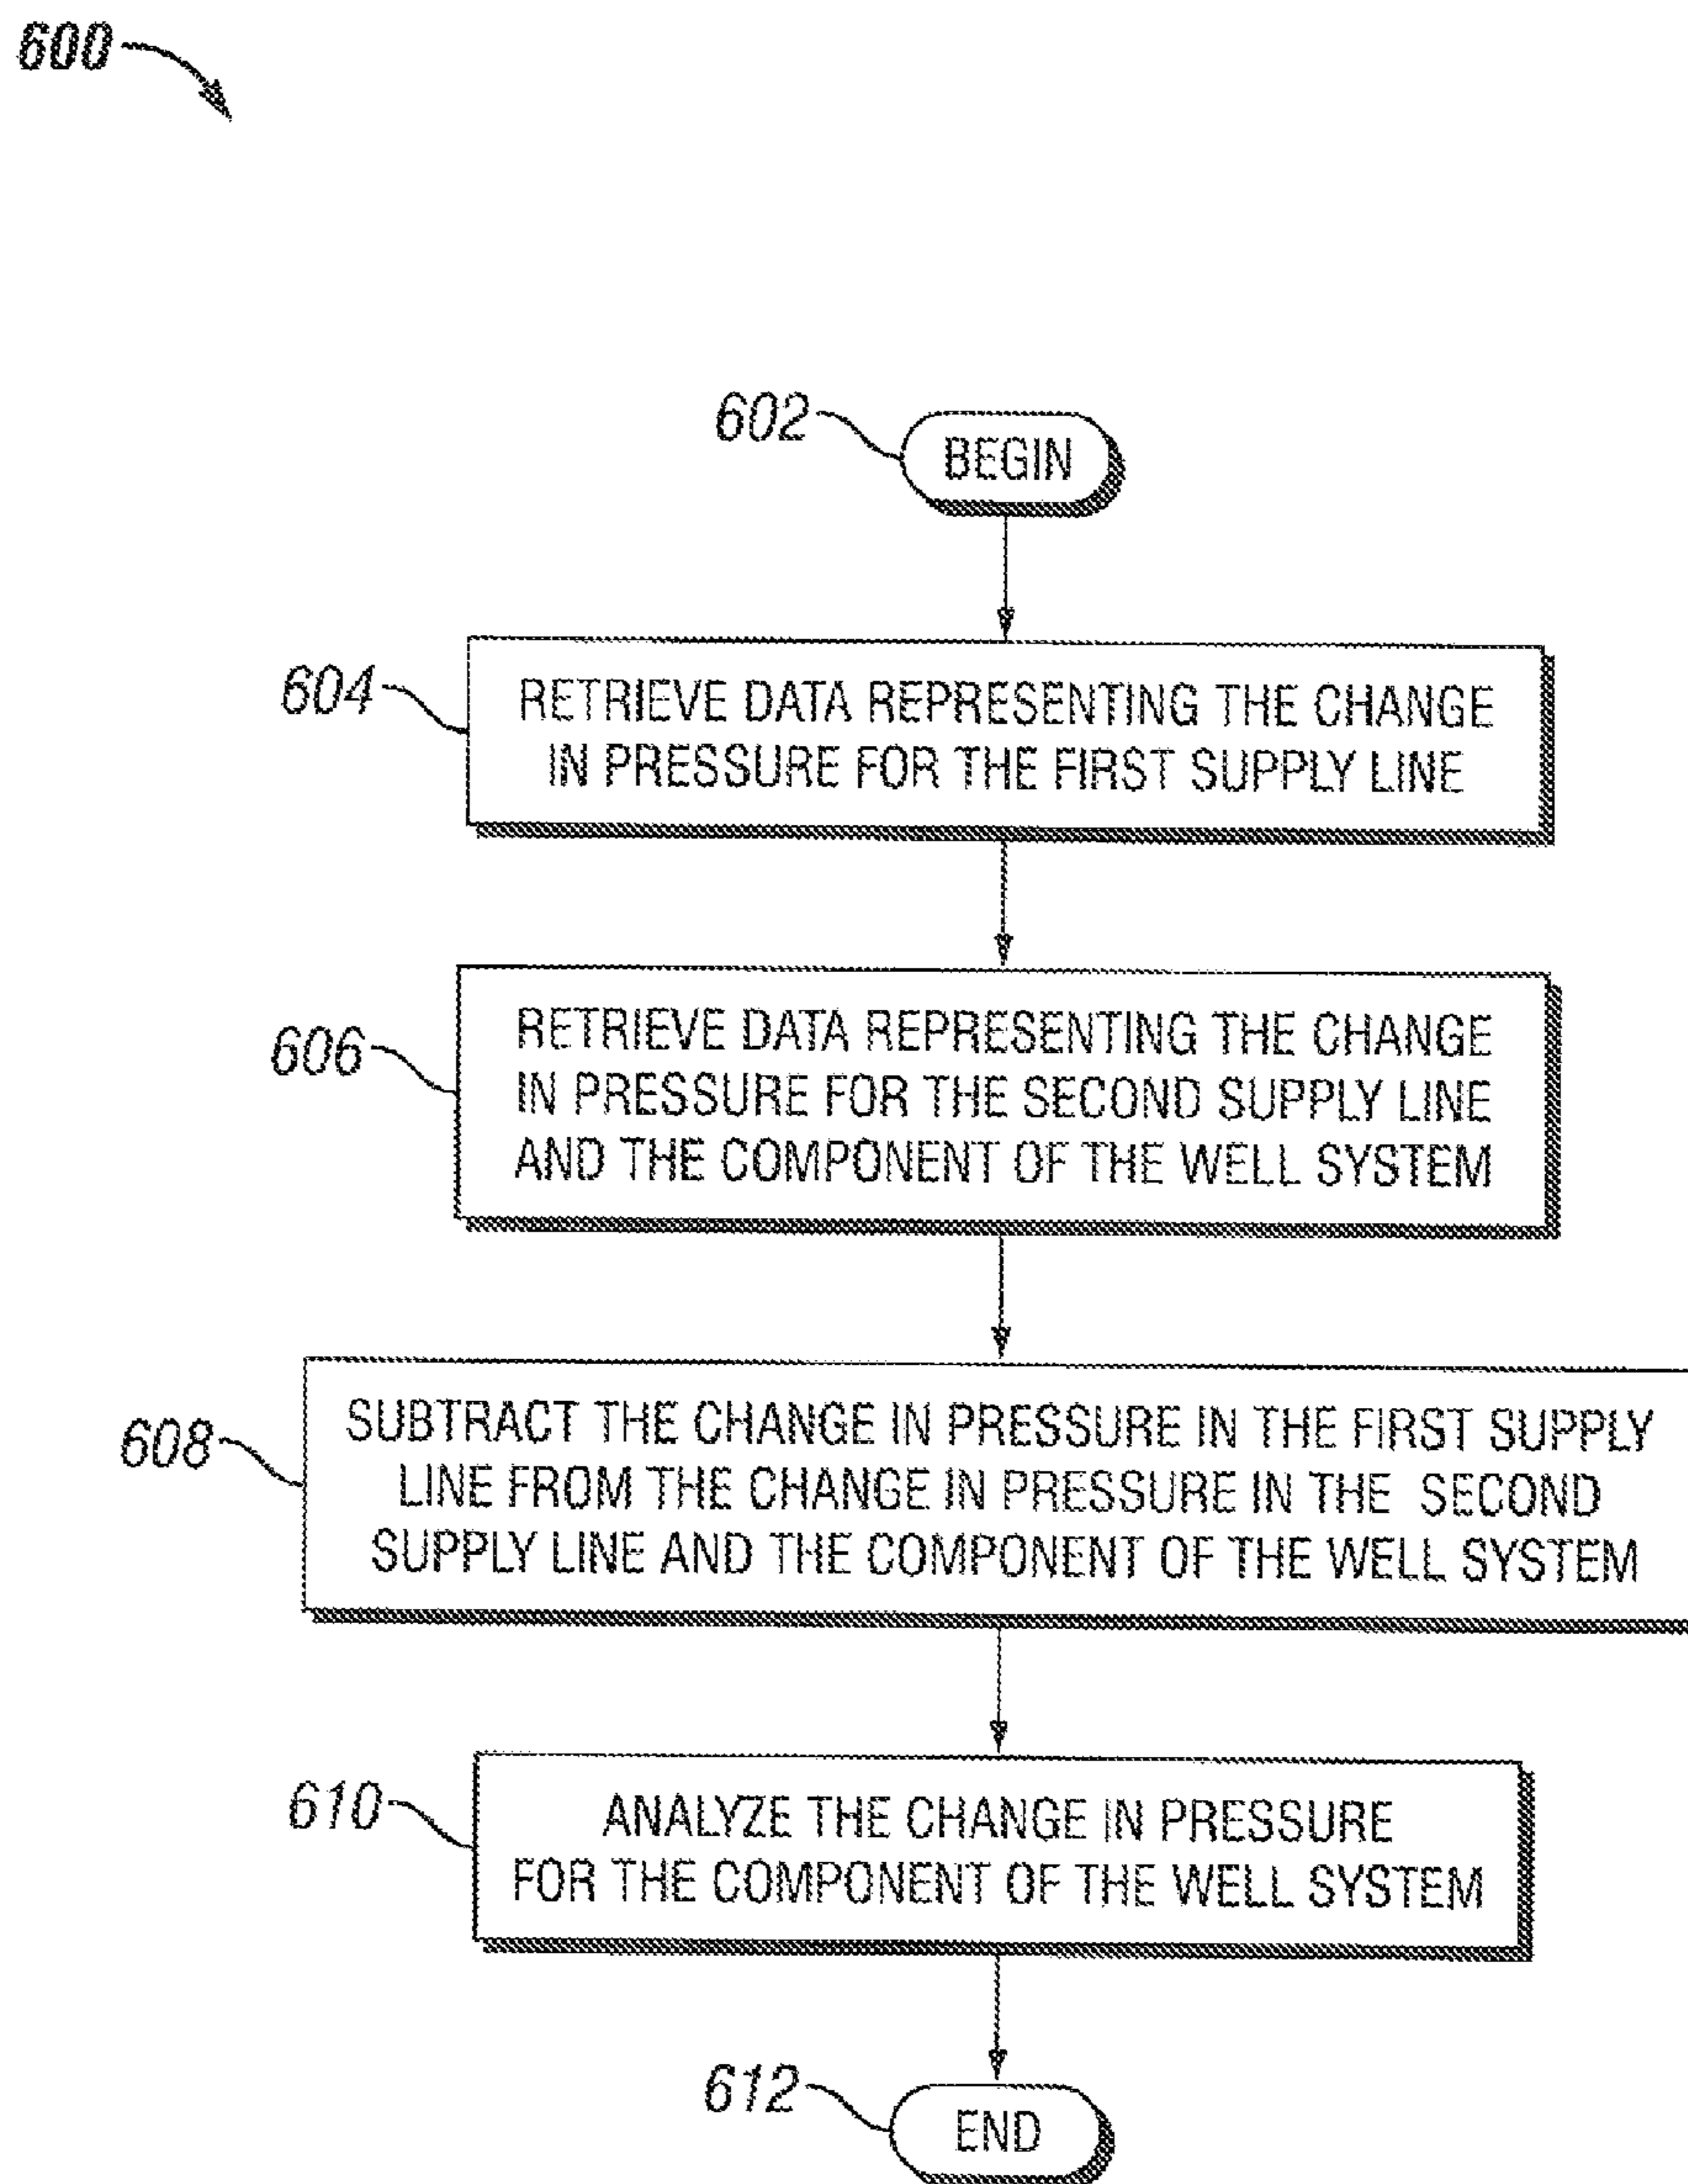 600
602
BEGIN
604
RETRIEVE DATA REPRESENTING THE CHANGE
IN PRESSURE FOR THE FIRST SUPPLY LINE
606
RETRIEVE DATA REPRESENTING THE CHANGE
IN PRESSURE FOR THE SECOND SUPPLY LINE
AND THE COMPONENT OF THE WELL SYSTEM
608
SUBTRACT THE CHANGE IN PRESSURE IN THE FIRST SUPPLY
LINE FROM THE CHANGE IN PRESSURE IN THE SECOND
SUPPLY LINE AND THE COMPONENT OF THE WELL SYSTEM
610
ANALYZE THE CHANGE IN PRESSURE
FOR THE COMPONENT OF THE WELL SYSTEM
612
END